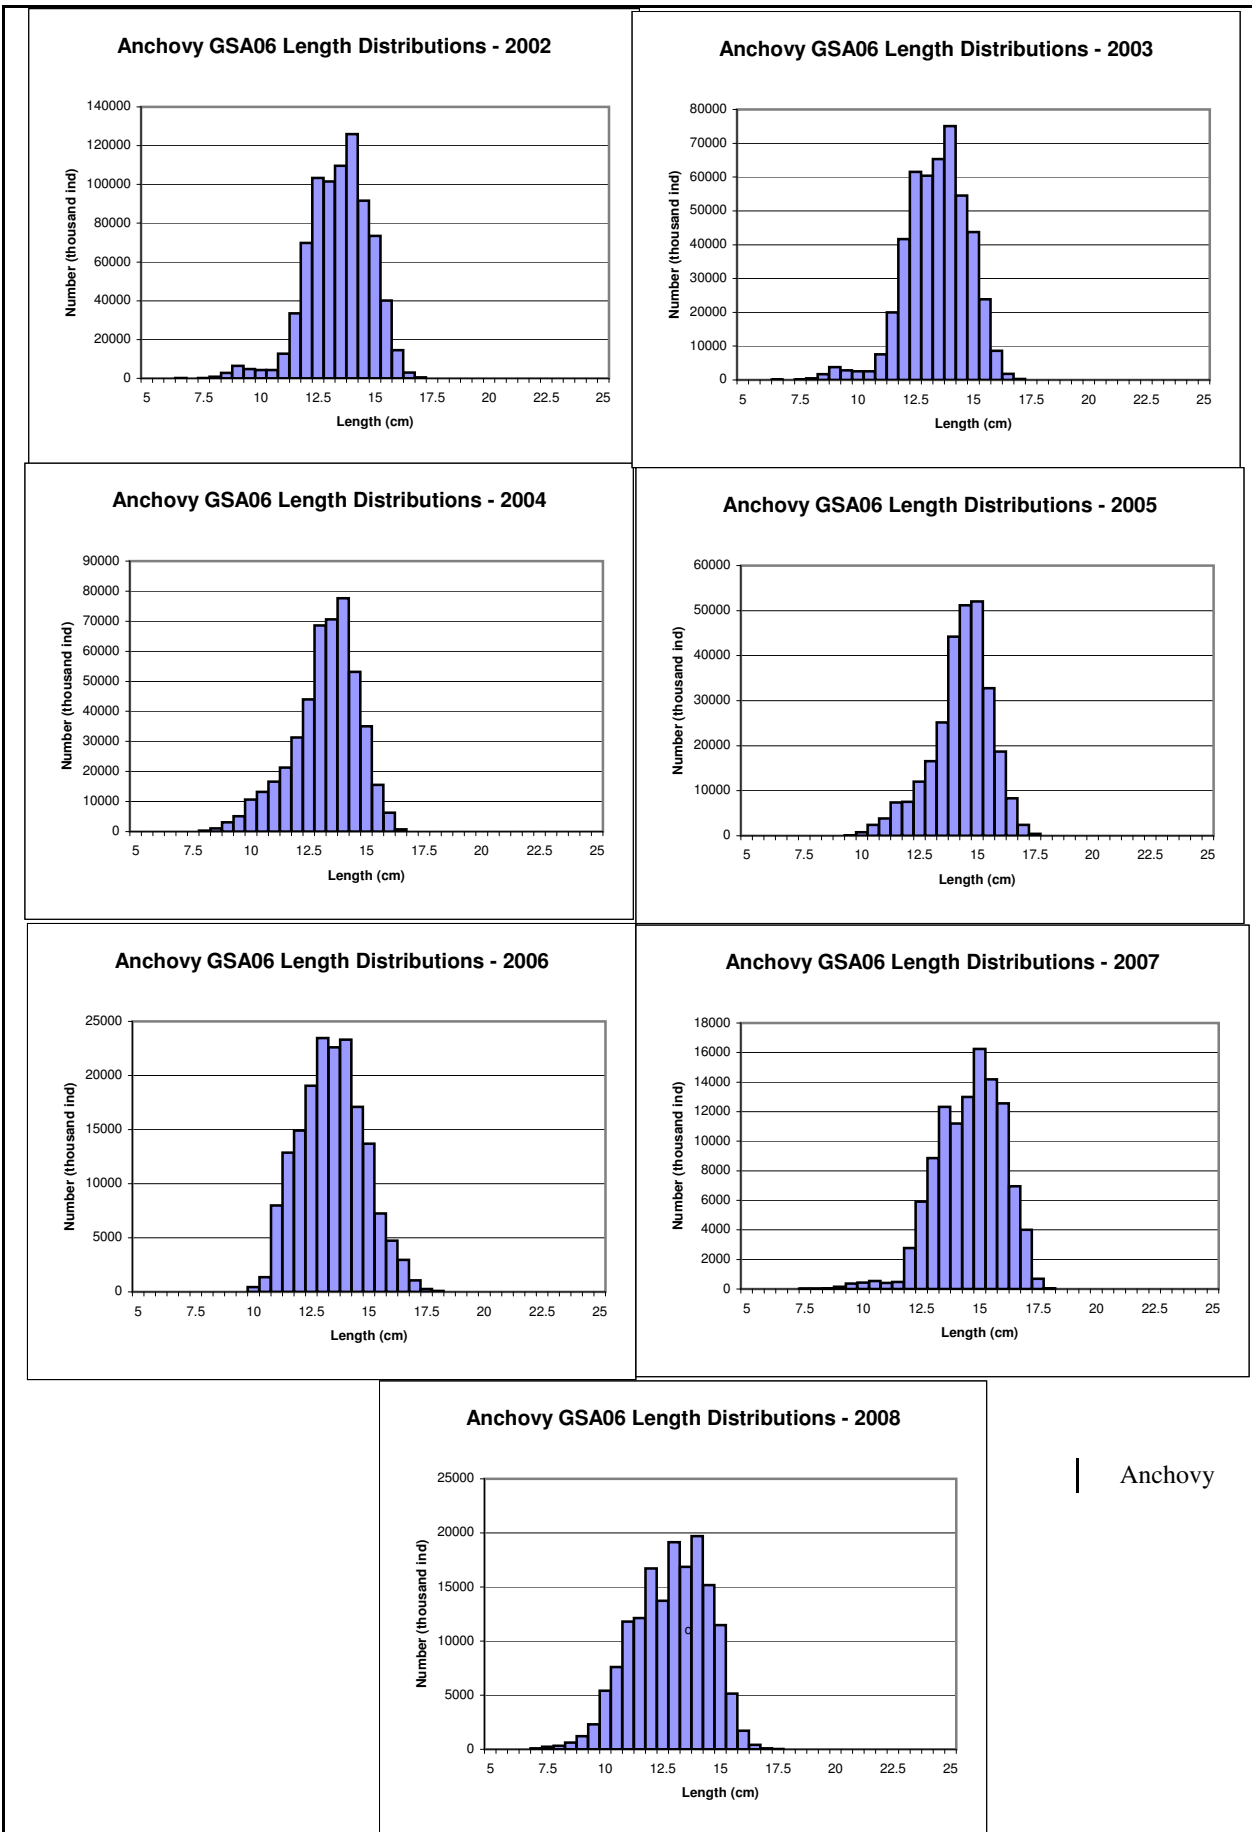 Anchovy GSA06 Length Distributions - 2002
140000
120000
100000
80000
60000
40000
20000
0
Number (thousand ind)
5 7.5 10 12.5 15 17.5 20 22.5 25
Length (cm)
Anchovy GSA06 Length Distributions - 2003
80000
70000
60000
50000
40000
30000
20000
10000
0
Number (thousand ind)
5 7.5 10 12.5 15 17.5 20 22.5 25
Length (cm)
Anchovy GSA06 Length Distributions - 2004
90000
80000
70000
60000
50000
40000
30000
20000
10000
0
Number (thousand ind)
5 7.5 10 12.5 15 17.5 20 22.5 25
Length (cm)
Anchovy GSA06 Length Distributions - 2005
60000
50000
40000
30000
20000
10000
0
Number (thousand ind)
5 7.5 10 12.5 15 17.5 20 22.5 25
Length (cm)
Anchovy GSA06 Length Distributions - 2006
25000
20000
15000
10000
5000
0
Number (thousand ind)
5 7.5 10 12.5 15 17.5 20 22.5 25
Length (cm)
Anchovy GSA06 Length Distributions - 2007
18000
16000
14000
12000
10000
8000
6000
4000
2000
0
Number (thousand ind)
5 7.5 10 12.5 15 17.5 20 22.5 25
Length (cm)
Anchovy GSA06 Length Distributions - 2008
25000
20000
15000
10000
5000
0
Number (thousand ind)
c
5 7.5 10 12.5 15 17.5 20 22.5 25
Length (cm)
Anchovy